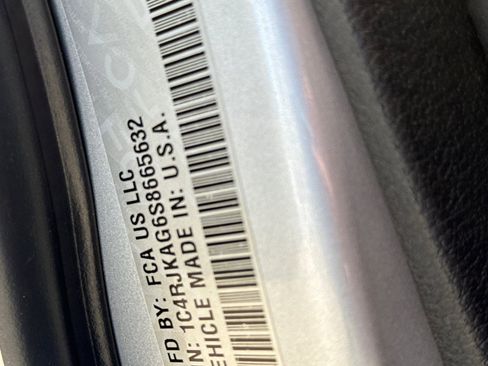 FD BY: FCA US LLC
N: 1C4RJKAG6S8665632
EHICLE MADE IN: U.S.A.